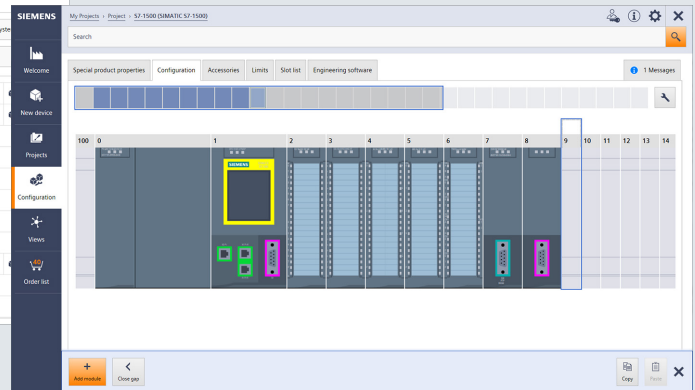 SIEMENS
My Projects › Project › S7-1500 (SIMATIC S7-1500)
Search
Welcome
New device
Projects
Configuration
Views
40
Order list
Special product properties Configuration Accessories Limits Slot list Engineering software
1 Messages
100 0 1 2 3 4 5 6 7 8 9 10 11 12 13 14
SIEMENS
Add module Close gap Copy Paste